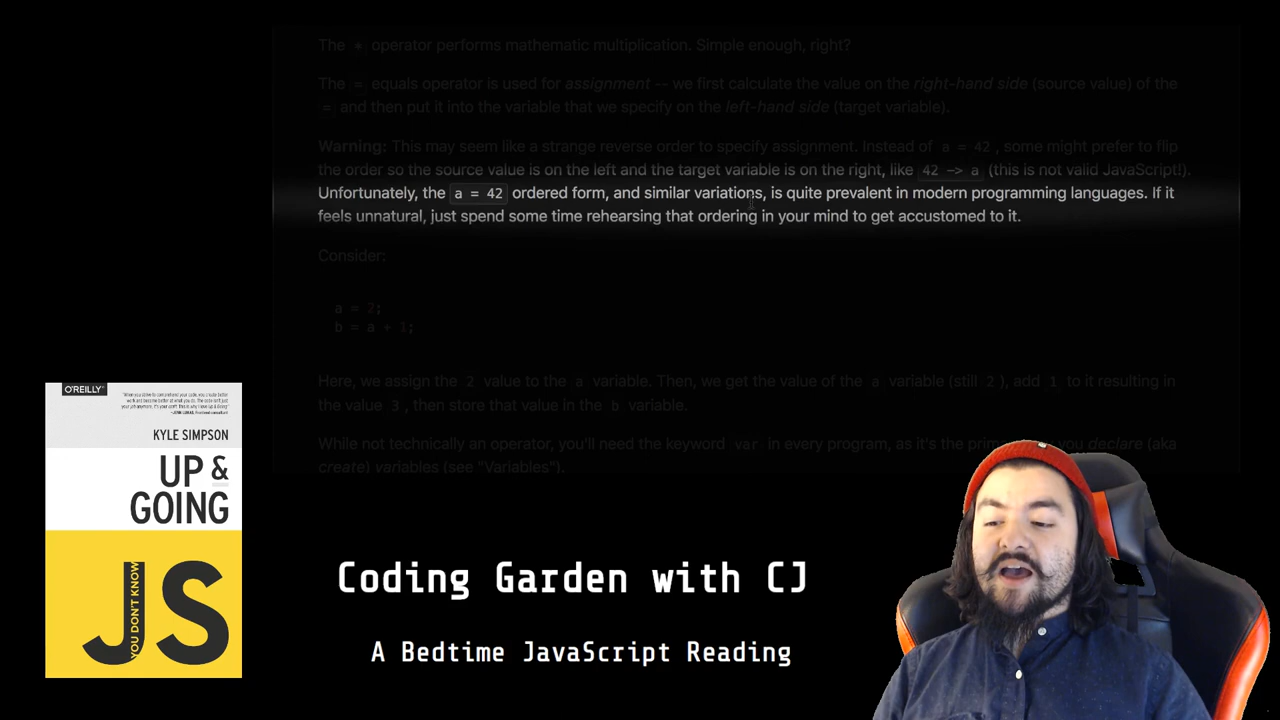 The * operator performs mathematic multiplication. Simple enough, right?
The = equals operator is used for assignment -- we first calculate the value on the right-hand side (source value) of the
= and then put it into the variable that we specify on the left-hand side (target variable).
Warning: This may seem like a strange reverse order to specify assignment. Instead of a = 42 , some might prefer to flip
the order so the source value is on the left and the target variable is on the right, like 42 -> a (this is not valid JavaScript!).
Unfortunately, the a = 42 ordered form, and similar variations, is quite prevalent in modern programming languages. If it
feels unnatural, just spend some time rehearsing that ordering in your mind to get accustomed to it.
Consider:
a = 2;
b = a + 1;
Here, we assign the 2 value to the a variable. Then, we get the value of the a variable (still 2 ), add 1 to it resulting in
the value 3 , then store that value in the b variable.
While not technically an operator, you'll need the keyword var in every program, as it's the you declare (aka
create) variables (see "Variables").
O'REILLY
KYLE SIMPSON
UP &
GOING
YOU DON'T KNOW
JS
Coding Garden with CJ
A Bedtime JavaScript Reading